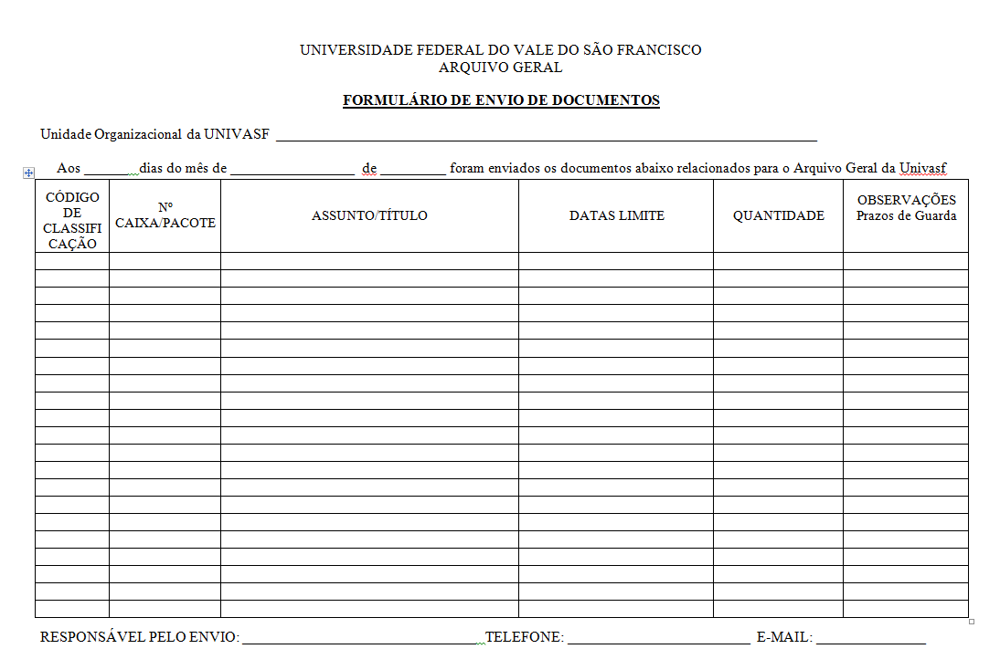 UNIVERSIDADE FEDERAL DO VALE DO SÃO FRANCISCO
ARQUIVO GERAL
FORMULÁRIO DE ENVIO DE DOCUMENTOS
Unidade Organizacional da UNIVASF ____________________
Aos _______dias do mês de _________________ de _________ foram enviados os documentos abaixo relacionados para o Arquivo Geral da Univasf
CÓDIGO
DE
CLASSIFI
CAÇÃO
Nº
CAIXA/PACOTE
ASSUNTO/TÍTULO
DATAS LIMITE
QUANTIDADE
OBSERVAÇÕES
Prazos de Guarda
RESPONSÁVEL PELO ENVIO: ____________________TELEFONE: ____________________ E-MAIL: _______________